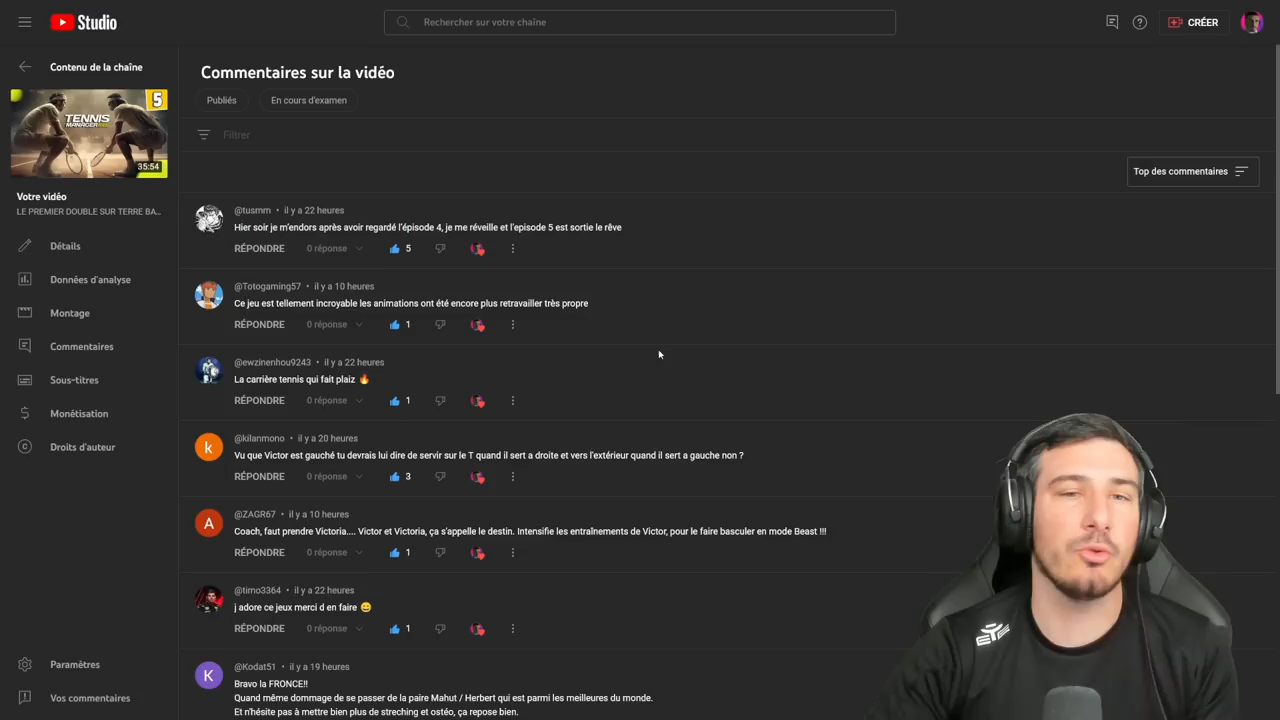 Studio
Rechercher sur votre chaîne
CRÉER
Contenu de la chaîne
TENNIS
MANAGER
5
35:54
Votre vidéo
LE PREMIER DOUBLE SUR TERRE BA...
Détails
Données d'analyse
Montage
Commentaires
Sous-titres
Monétisation
Droits d'auteur
Paramètres
Vos commentaires
Commentaires sur la vidéo
Publiés
En cours d'examen
Filtrer
Top des commentaires
@tusmm • il y a 22 heures
Hier soir je m'endors après avoir regardé l'épisode 4, je me réveille et l'episode 5 est sortie le rêve
RÉPONDRE 0 réponse 5
@Totogaming57 • il y a 10 heures
Ce jeu est tellement incroyable les animations ont été encore plus retravailler très propre
RÉPONDRE 0 réponse 1
@ewzinenhou9243 • il y a 22 heures
La carrière tennis qui fait plaiz 🔥
RÉPONDRE 0 réponse 1
k
@kilanmono • il y a 20 heures
Vu que Victor est gauché tu devrais lui dire de servir sur le T quand il sert a droite et vers l'extérieur quand il sert a gauche non ?
RÉPONDRE 0 réponse 3
A
@ZAGR67 • il y a 10 heures
Coach, faut prendre Victoria.... Victor et Victoria, ça s'appelle le destin. Intensifie les entraînements de Victor, pour le faire basculer en mode Beast !!!
RÉPONDRE 0 réponse 1
@timo3364 • il y a 22 heures
j adore ce jeux merci d en faire 😄
RÉPONDRE 0 réponse 1
K
@Kodat51 • il y a 19 heures
Bravo la FRONCE!!
Quand même dommage de se passer de la paire Mahut / Herbert qui est parmi les meilleures du monde.
Et n'hésite pas à mettre bien plus de streching et ostéo, ça repose bien.